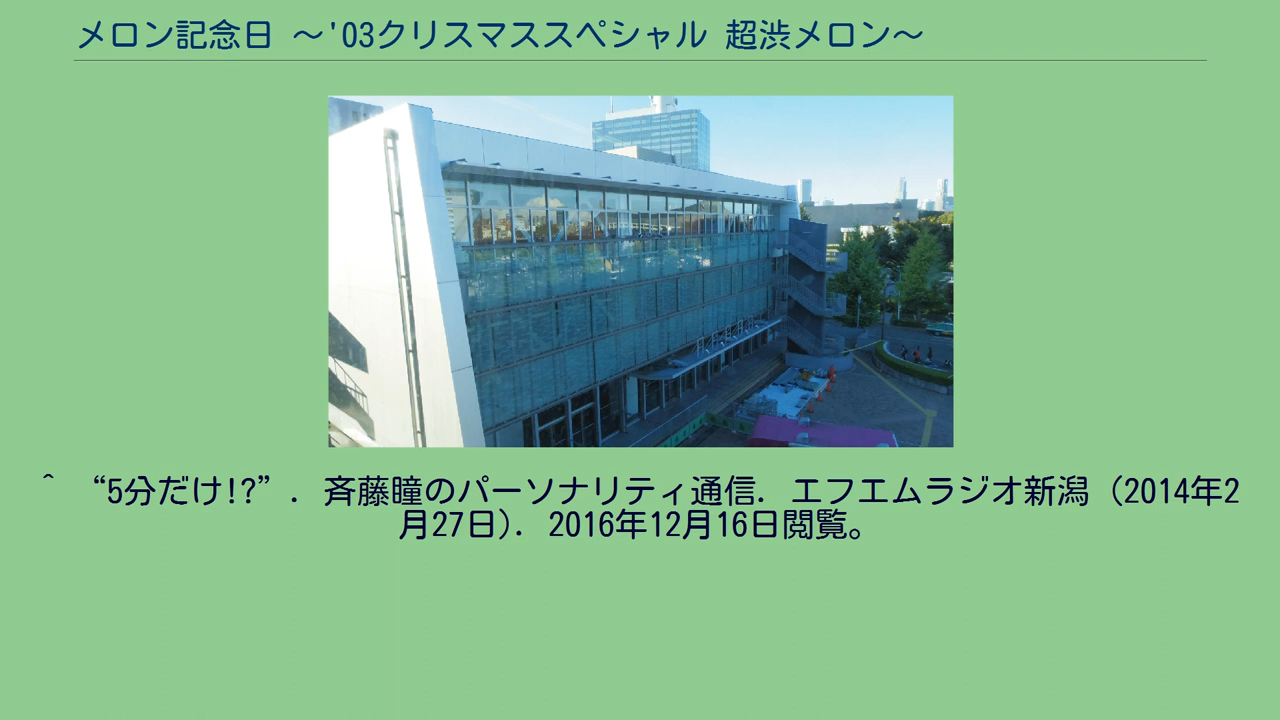 メロン記念日 〜'03クリスマススペシャル 超渋メロン〜
^ “5分だけ!?”. 斉藤瞳のパーソナリティ通信. エフエムラジオ新潟 (2014年2
月27日). 2016年12月16日閲覧。